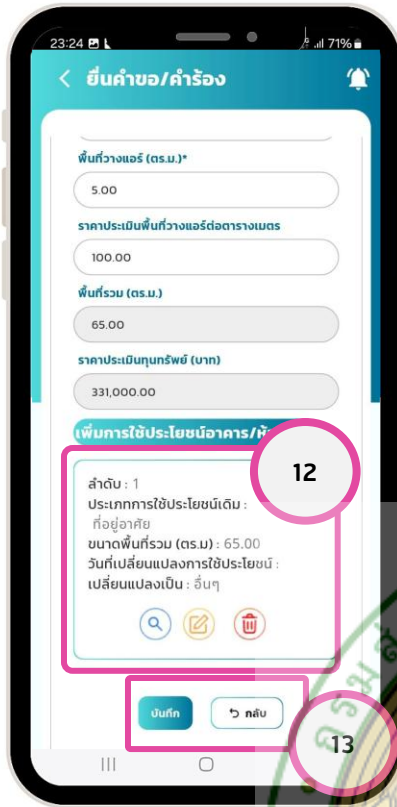 23:24 71%
ยื่นคำขอ/คำร้อง
พื้นที่วางแอร์ (ตร.ม.)*
5.00
ราคาประเมินพื้นที่วางแอร์ต่อตารางเมตร
100.00
พื้นที่รวม (ตร.ม.)
65.00
ราคาประเมินทุนทรัพย์ (บาท)
331,000.00
เพิ่มการใช้ประโยชน์อาคาร/
12
ลำดับ : 1
ประเภทการใช้ประโยชน์เดิม :
ที่อยู่อาศัย
ขนาดพื้นที่รวม (ตร.ม) : 65.00
วันที่เปลี่ยนแปลงการใช้ประโยชน์ :
เปลี่ยนแปลงเป็น : อื่นๆ
บันทึก กลับ
13